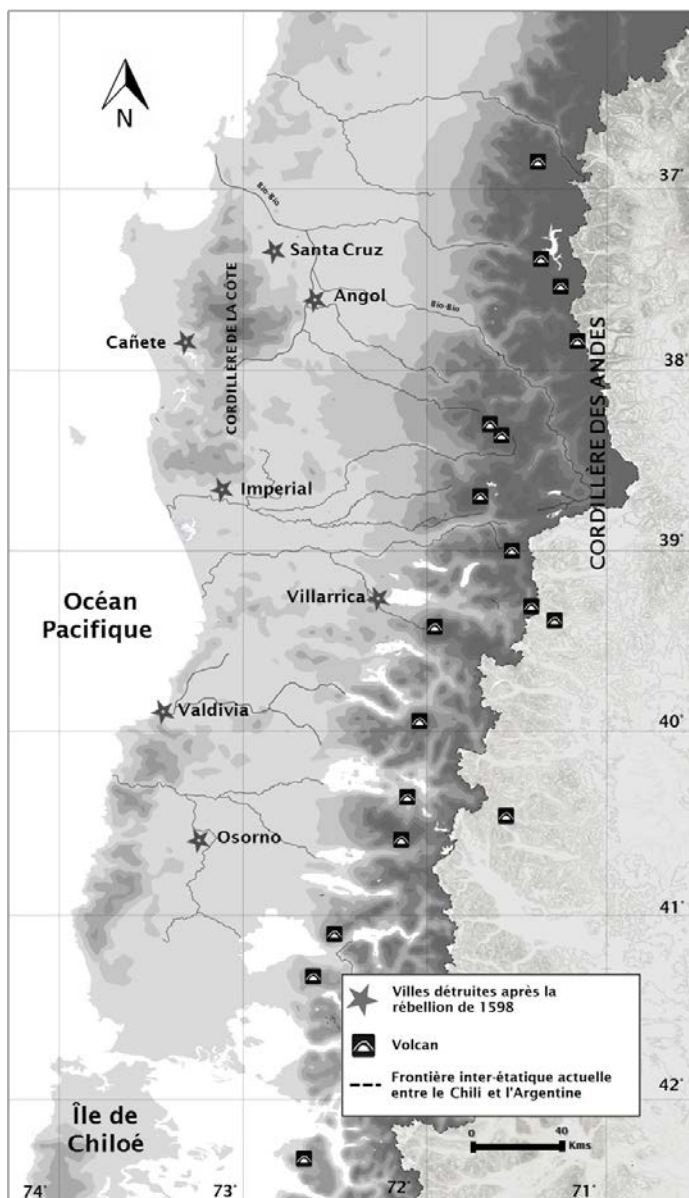 N
37°
Bio-Bio
Santa Cruz
CORDILLÈRE DE LA CÔTE
Angol
Bio-Bio
Cañete
CORDILLÈRE DES ANDES
38°
Imperial
39°
Villarrica
Océan
Pacifique
Valdivia
40°
Osorno
41°
Villes détruites après la
rébellion de 1598
Volcan
Frontière inter-étatique actuelle
entre le Chili et l'Argentine
42°
Île de
Chiloé
0
40
Kms
74°
73°
72°
71°